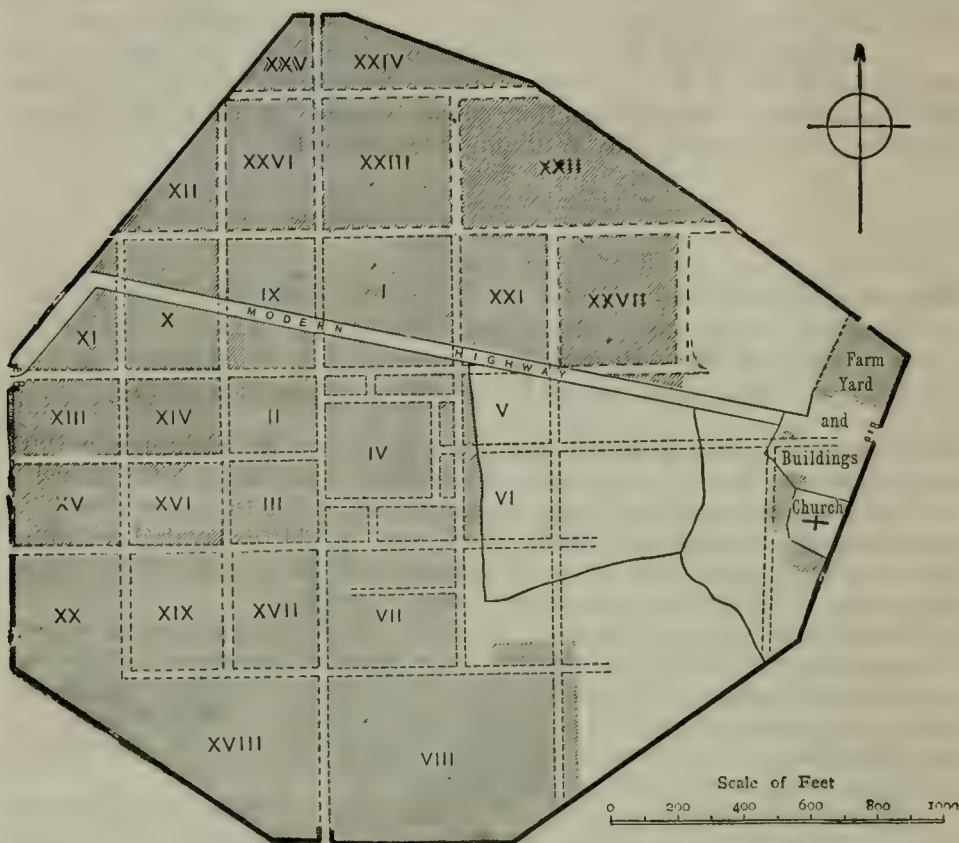 XXV
XXIV
XXVI
XXIII
XXII
XII
IX
I
XXI
XXVII
XI
X
MODERN HIGHWAY
Farm
Yard
and
Buildings
Church
XIII
XIV
II
IV
V
XV
XVI
III
VI
XX
XIX
XVII
VII
XVIII
VIII
Scale of Feet
0 200 400 600 800 1000